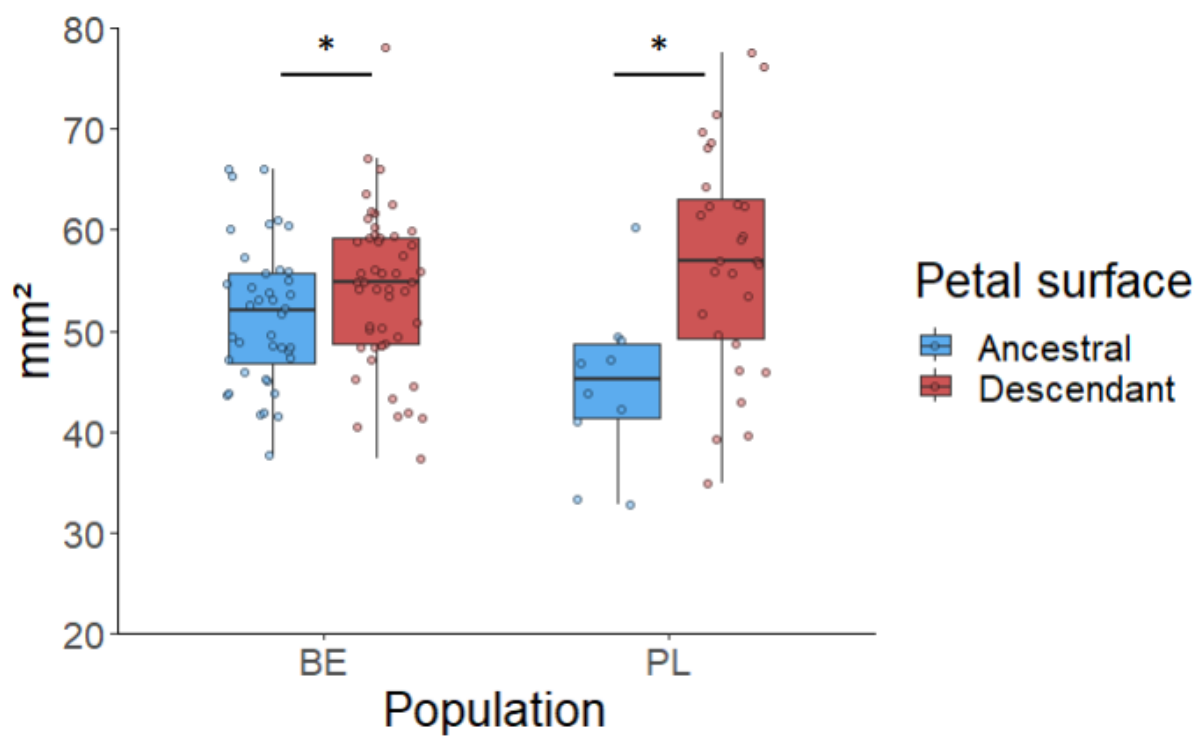 80
70
60
50
40
30
20
mm²
* *
BE PL
Population
Petal surface
Ancestral
Descendant